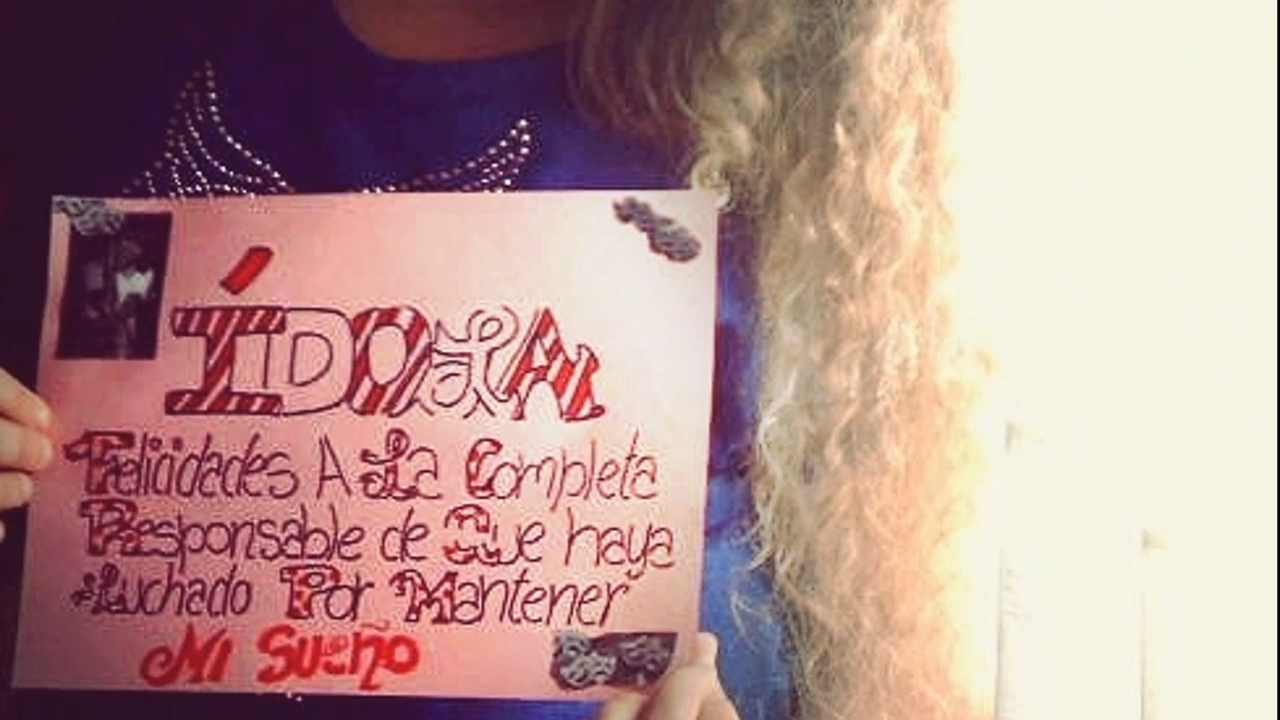 ÍDOLA
Felicidades A La Completa
Responsable de Que haya
Luchado Por Mantener
Mi Sueño